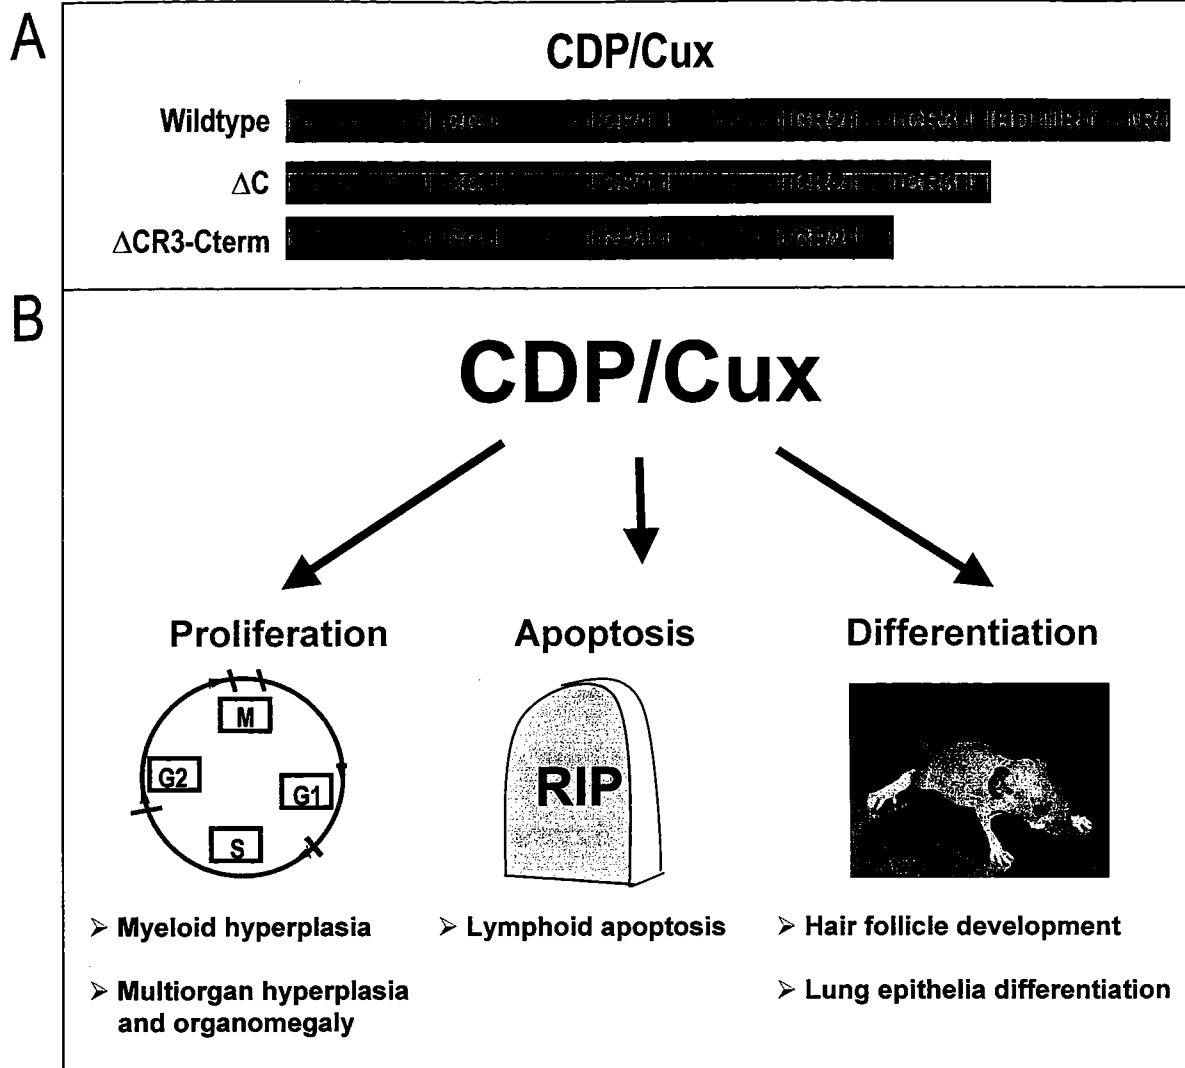 A
CDP/Cux
Wildtype
ΔC
ΔCR3-Cterm
B
CDP/Cux
Proliferation
Apoptosis
Differentiation
M
G2
G1
S
RIP
➢ Myeloid hyperplasia
➢ Multiorgan hyperplasia
and organomegaly
➢ Lymphoid apoptosis
➢ Hair follicle development
➢ Lung epithelia differentiation